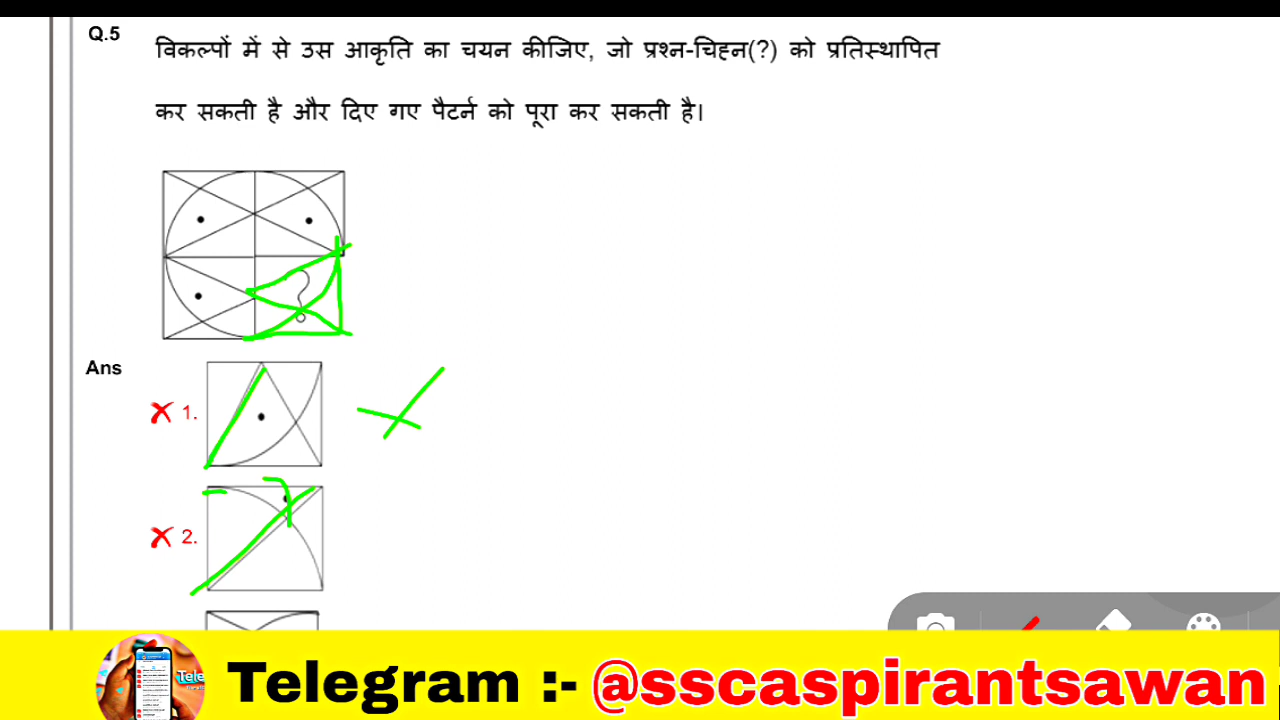 Q.5
विकल्पों में से उस आकृति का चयन कीजिए, जो प्रश्न-चिह्न(?) को प्रतिस्थापित
कर सकती है और दिए गए पैटर्न को पूरा कर सकती है।
?
Ans
1.
2.
Telegram :- @sscaspirantsawan